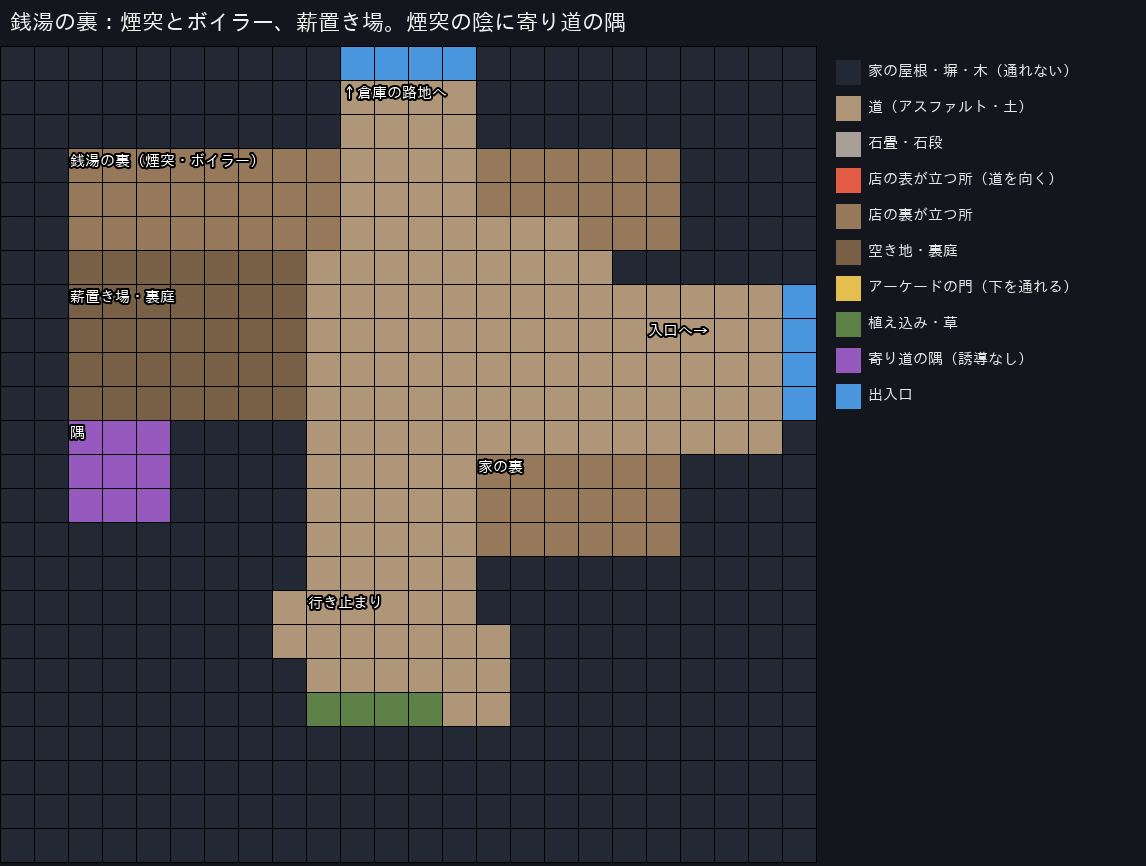 銭湯の裏：煙突とボイラー、薪置き場。煙突の陰に寄り道の隅
↑倉庫の路地へ
銭湯の裏（煙突・ボイラー）
薪置き場・裏庭
入口へ→
隅
家の裏
行き止まり
家の屋根・塀・木（通れない）
道（アスファルト・土）
石畳・石段
店の表が立つ所（道を向く）
店の裏が立つ所
空き地・裏庭
アーケードの門（下を通れる）
植え込み・草
寄り道の隅（誘導なし）
出入口